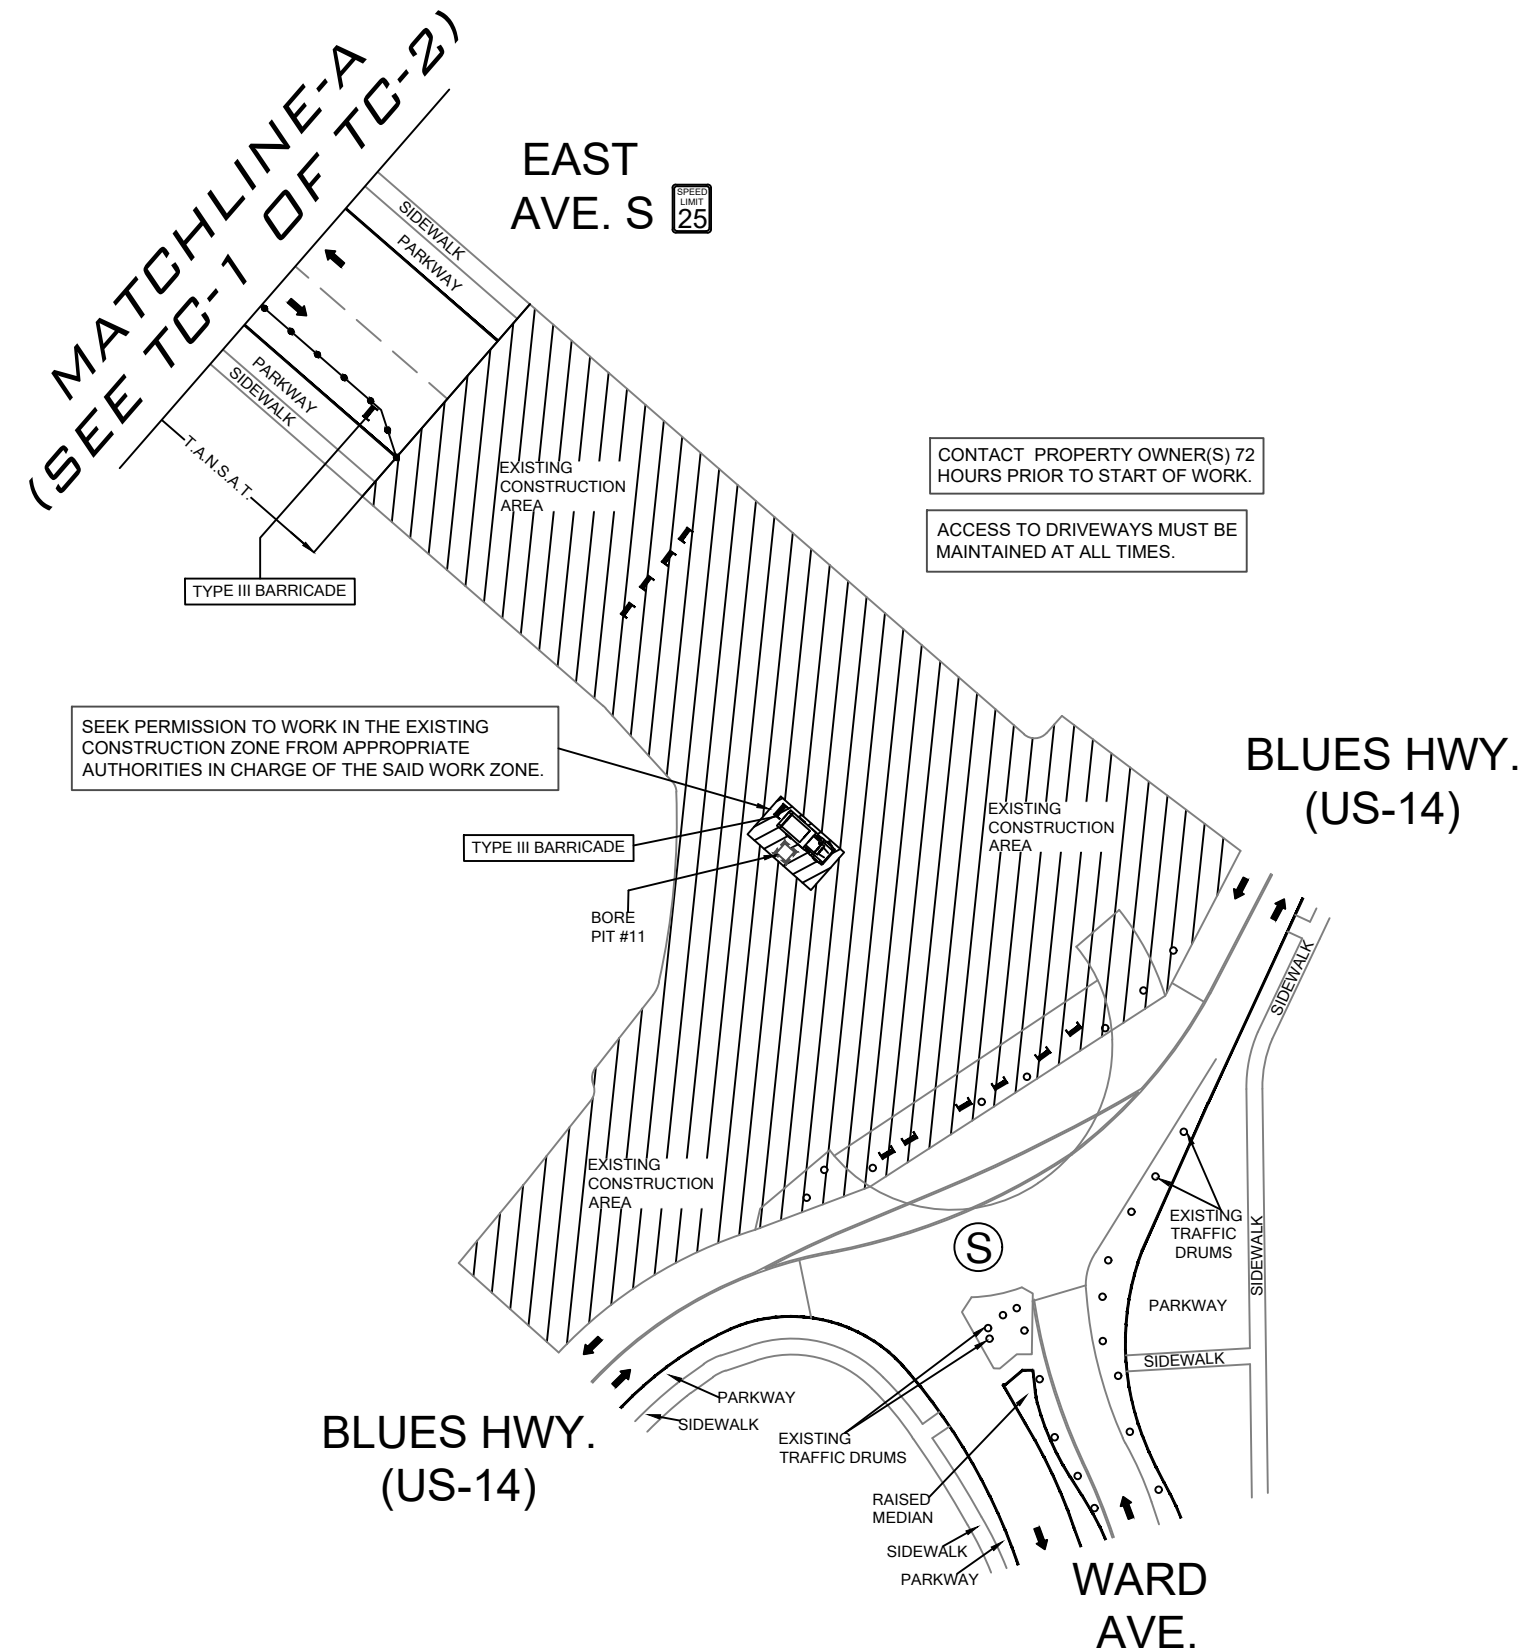 MATCHLINE-A
(SEE TC-1 OF TC-2)
EAST
AVE. S
SPEED
LIMIT
25
SIDEWALK
PARKWAY
PARKWAY
SIDEWALK
T.A.N.S.A.T.
TYPE III BARRICADE
EXISTING
CONSTRUCTION
AREA
CONTACT PROPERTY OWNER(S) 72
HOURS PRIOR TO START OF WORK.
ACCESS TO DRIVEWAYS MUST BE
MAINTAINED AT ALL TIMES.
SEEK PERMISSION TO WORK IN THE EXISTING
CONSTRUCTION ZONE FROM APPROPRIATE
AUTHORITIES IN CHARGE OF THE SAID WORK ZONE.
TYPE III BARRICADE
BORE
PIT #11
EXISTING
CONSTRUCTION
AREA
BLUES HWY.
(US-14)
SIDEWALK
EXISTING
CONSTRUCTION
AREA
EXISTING
TRAFFIC
DRUMS
SIDEWALK
S
PARKWAY
SIDEWALK
PARKWAY
SIDEWALK
BLUES HWY.
(US-14)
EXISTING
TRAFFIC DRUMS
RAISED
MEDIAN
SIDEWALK
PARKWAY
WARD
AVE.